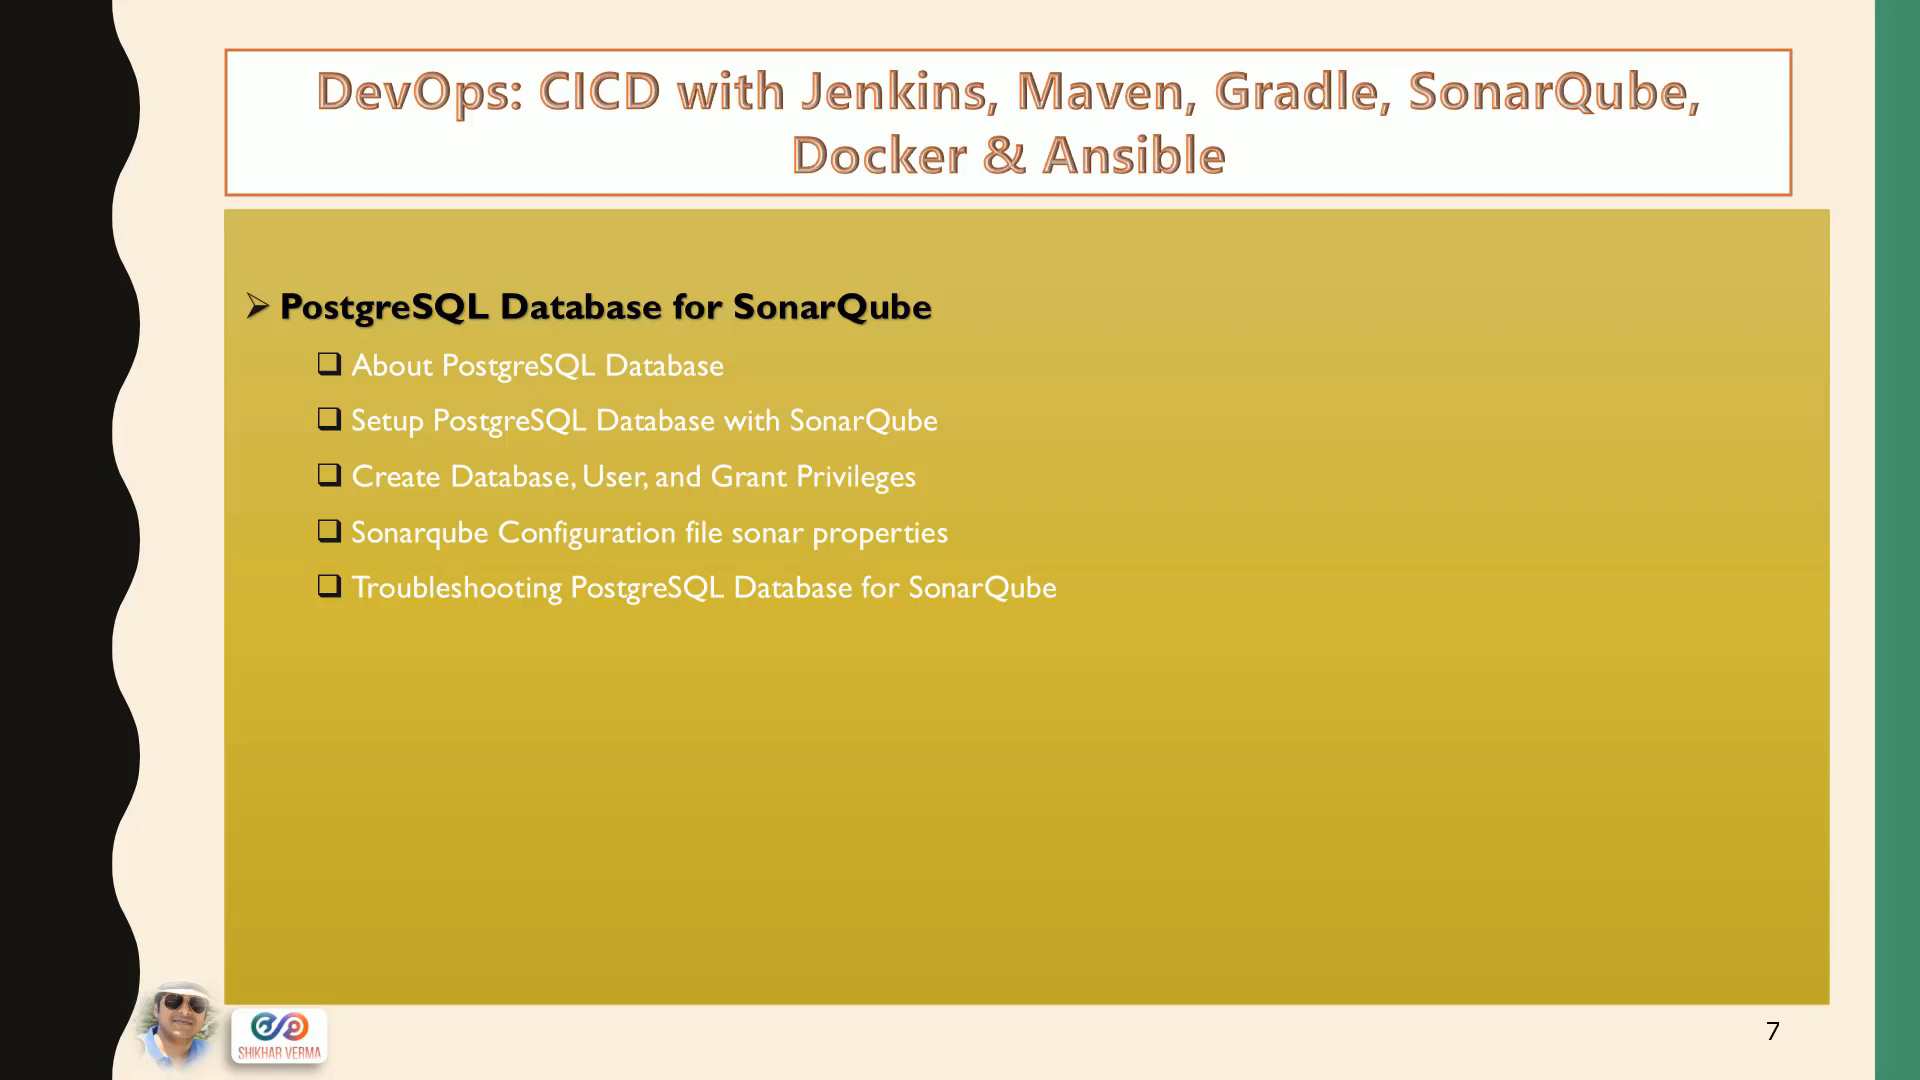 DevOps: CICD with Jenkins, Maven, Gradle, SonarQube,
Docker & Ansible
PostgreSQL Database for SonarQube
About PostgreSQL Database
Setup PostgreSQL Database with SonarQube
Create Database, User, and Grant Privileges
Sonarqube Configuration file sonar properties
Troubleshooting PostgreSQL Database for SonarQube
SHIKHAR VERMA
7